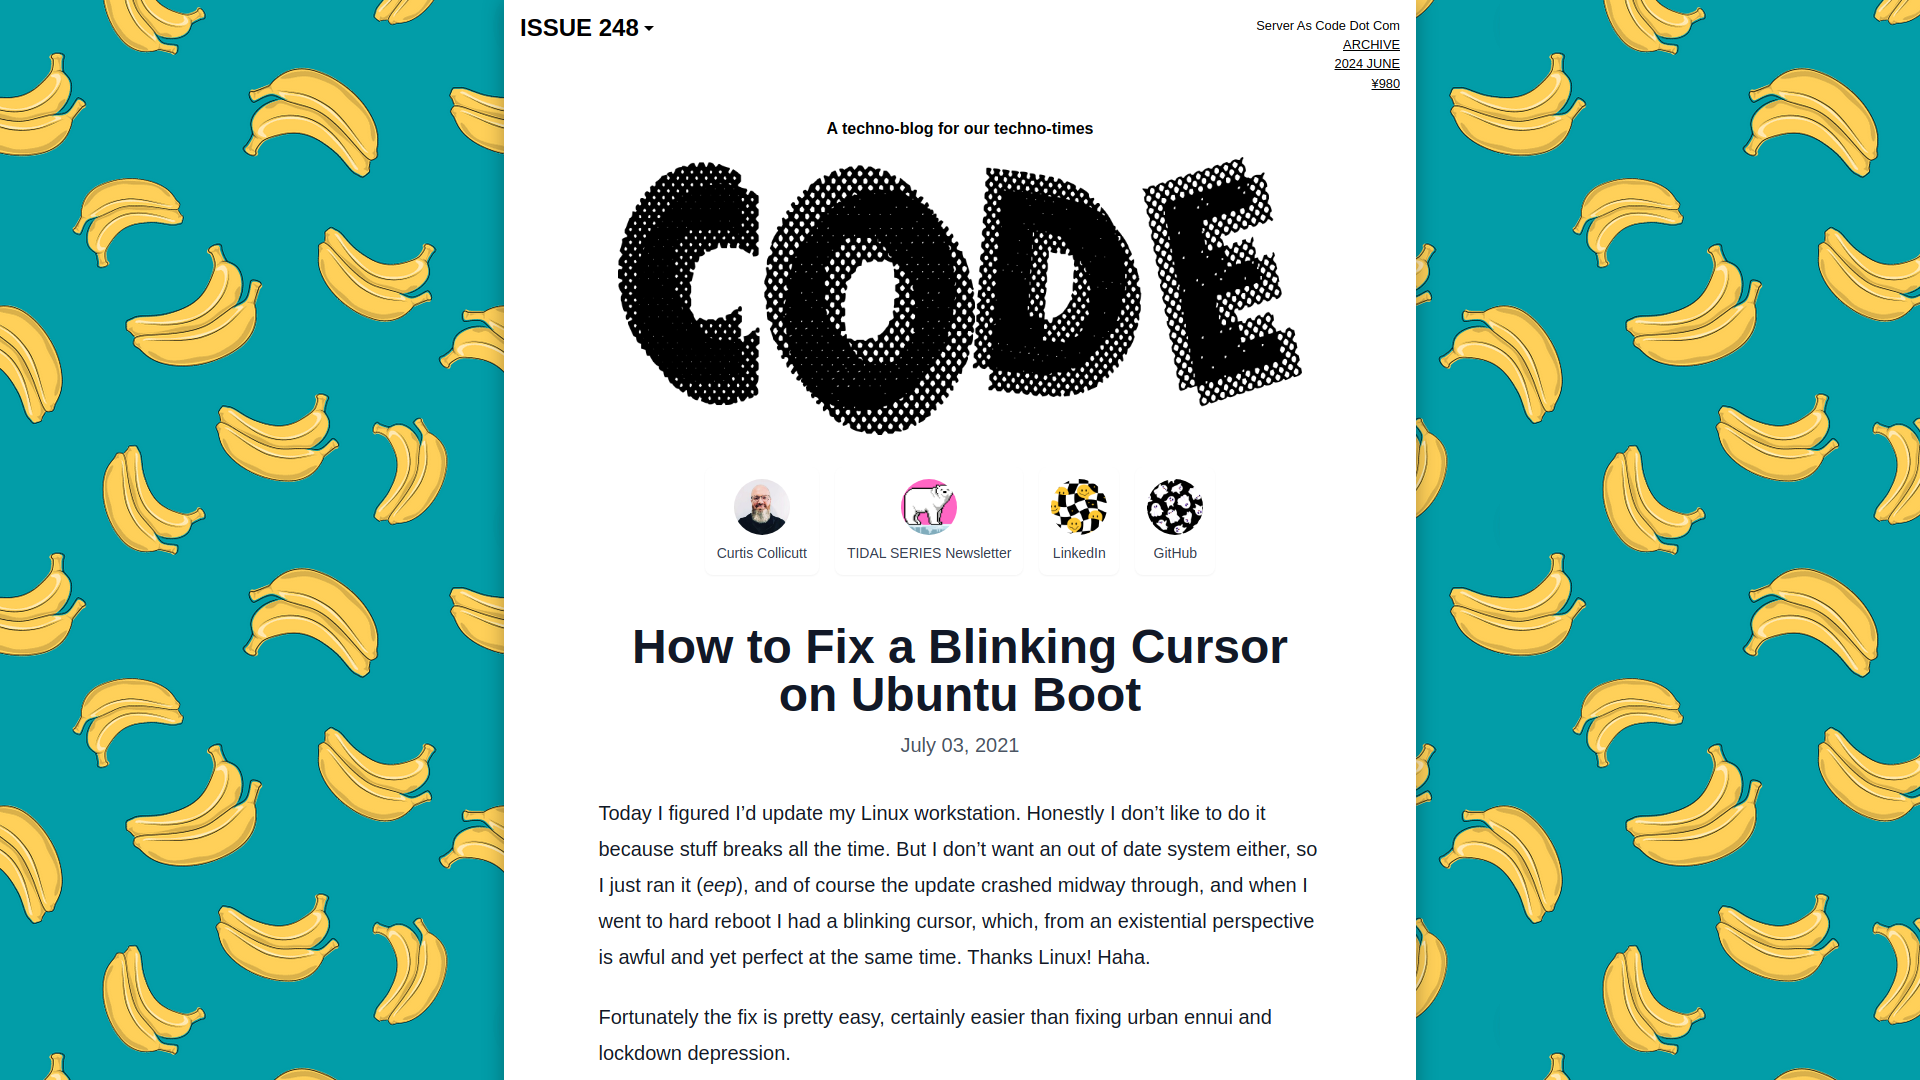 ISSUE 248
Server As Code Dot Com
ARCHIVE
2024 JUNE
¥980
A techno-blog for our techno-times
CODE
Curtis Collicutt
TIDAL SERIES Newsletter
LinkedIn
GitHub
How to Fix a Blinking Cursor
on Ubuntu Boot
July 03, 2021
Today I figured I’d update my Linux workstation. Honestly I don’t like to do it
because stuff breaks all the time. But I don’t want an out of date system either, so
I just ran it (eep), and of course the update crashed midway through, and when I
went to hard reboot I had a blinking cursor, which, from an existential perspective
is awful and yet perfect at the same time. Thanks Linux! Haha.
Fortunately the fix is pretty easy, certainly easier than fixing urban ennui and
lockdown depression.